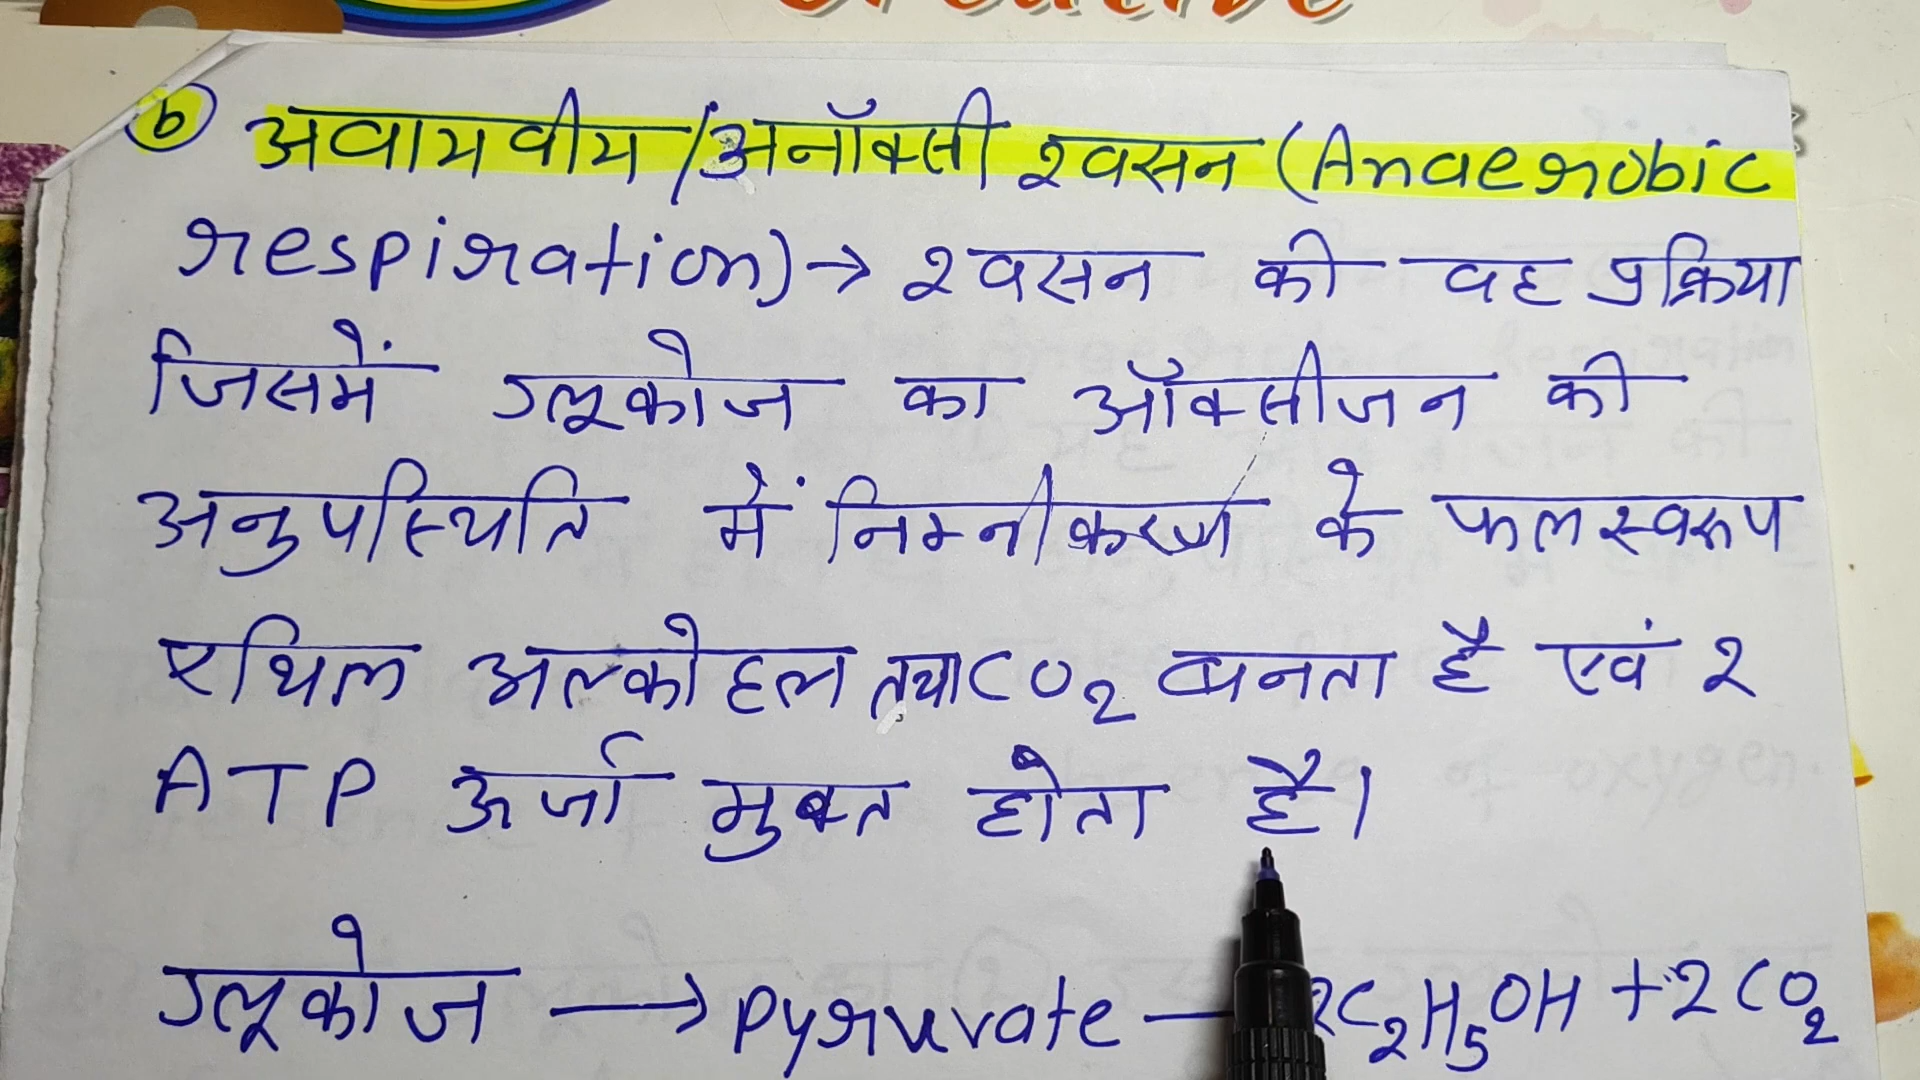 Creative
(b) अवायवीय/अनॉक्सी श्वसन (Anaerobic
respiration) → श्वसन की वह प्रक्रिया
जिसमें ग्लूकोज का ऑक्सीजन की
अनुपस्थिति में निम्नीकरण के फलस्वरूप
एथिल अल्कोहल तथा CO₂ बनता है एवं 2
ATP ऊर्जा मुक्त होता है।
ग्लूकोज → Pyruvate → 2C₂H₅OH + 2CO₂